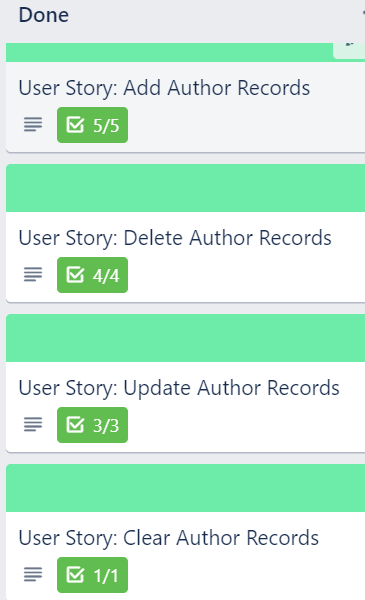 Done
User Story: Add Author Records
5/5
User Story: Delete Author Records
4/4
User Story: Update Author Records
3/3
User Story: Clear Author Records
1/1